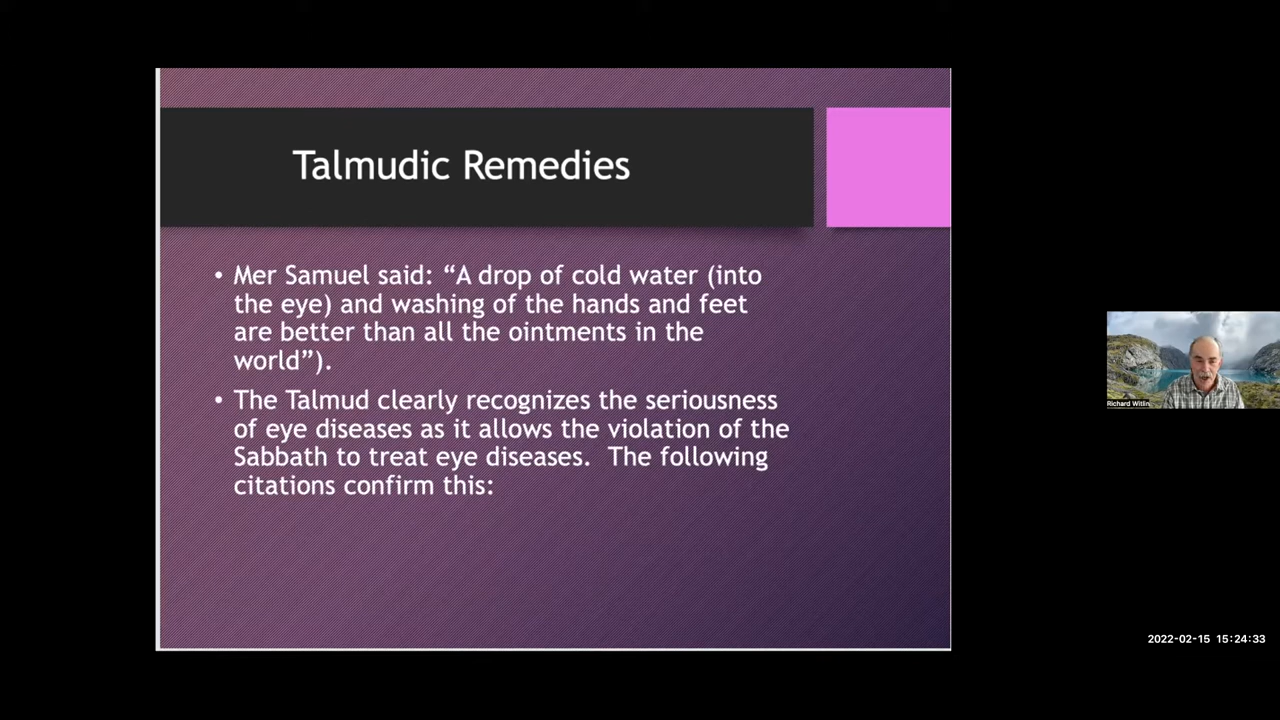 Talmudic Remedies
• Mer Samuel said: “A drop of cold water (into
the eye) and washing of the hands and feet
are better than all the ointments in the
world”).
• The Talmud clearly recognizes the seriousness
of eye diseases as it allows the violation of the
Sabbath to treat eye diseases.  The following
citations confirm this:
Richard Witlin
2022-02-15 15:24:33